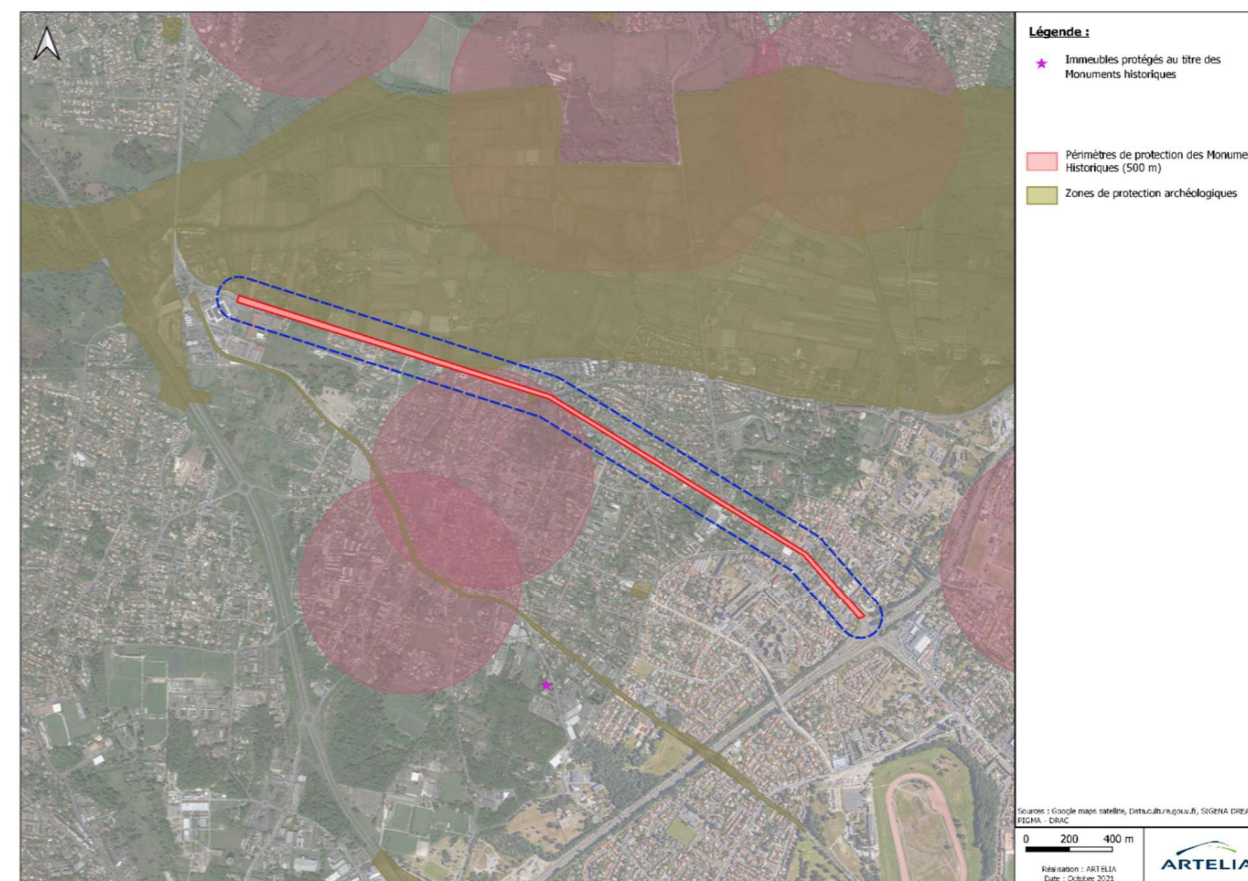 Légende :
Immeubles protégés au titre des
Monuments historiques
Périmètres de protection des Monume
Historiques (500 m)
Zones de protection archéologiques
Sources : Google maps satellite, Data.culture.gouv.fr, SIGENA DREA
PIGMA - DRAC
0 200 400 m
Réalisation : ARTELIA
Date : Octobre 2021
ARTELIA